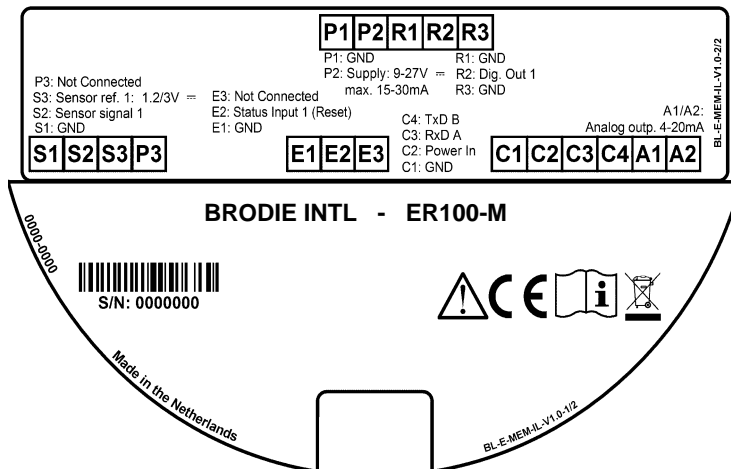 P1 P2 R1 R2 R3
P1: GND
P2: Supply: 9-27V ⎓
max. 15-30mA
R1: GND
R2: Dig. Out 1
R3: GND
P3: Not Connected
S3: Sensor ref. 1: 1.2/3V ⎓
S2: Sensor signal 1
S1: GND
E3: Not Connected
E2: Status Input 1 (Reset)
E1: GND
C4: TxD B
C3: RxD A
C2: Power In
C1: GND
A1/A2:
Analog outp. 4-20mA
BL-E-MEM-IL-V1.0-2/2
S1 S2 S3 P3
E1 E2 E3
C1 C2 C3 C4 A1 A2
BRODIE INTL - ER100-M
0000-0000
S/N: 0000000
CE
i
Made in the Netherlands
BL-E-MEM-IL-V1.0-1/2